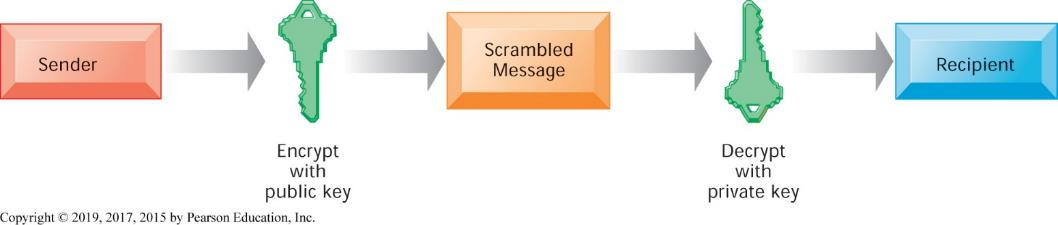 Sender
Encrypt
with
public key
Scrambled
Message
Decrypt
with
private key
Recipient
Copyright © 2019, 2017, 2015 by Pearson Education, Inc.